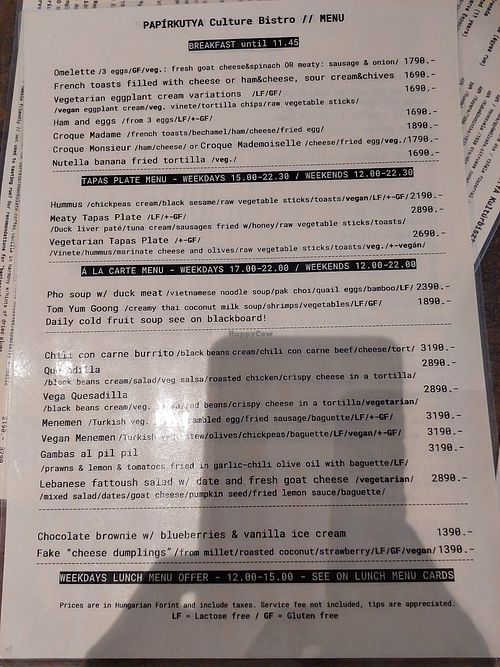 PAPÍRKUTYA Culture Bistro // MENU
BREAKFAST until 11.45
Omelette /3 eggs/GF/veg.: fresh goat cheese&spinach OR meaty: sausage & onion/ 1790.-
French toasts filled with cheese or ham&cheese, sour cream&chives 1690.-
Vegetarian eggplant cream variations /LF/GF/ 1690.-
/vegan eggplant cream/veg. vinete/tortilla chips/raw vegetable sticks/
Ham and eggs /from 3 eggs/LF/+-GF/ 1690.-
Croque Madame /french toasts/bechamel/ham/cheese/fried egg/ 1890.-
Croque Monsieur /ham/cheese/ or Croque Mademoiselle /cheese/fried egg/veg./1790.-
Nutella banana fried tortilla /veg./ 1690.-
TAPAS PLATE MENU - WEEKDAYS 15.00-22.30 / WEEKENDS 12.00-22.30
Hummus /chickpeas cream/black sesame/raw vegetable sticks/toasts/vegan/LF/+-GF/2190.-
Meaty Tapas Plate /LF/+-GF/ 2890.-
/Duck liver paté/tuna cream/sausages fried w/honey/raw vegetable sticks/toasts/
Vegetarian Tapas Plate /+-GF/ 2690.-
/Vinete/hummus/marinate cheese and olives/raw vegetable sticks/toasts/veg./+-vegán/
Á LA CARTE MENU - WEEKDAYS 17.00-22.00 / WEEKENDS 12.00-22.00
Pho soup w/ duck meat /vietnamese noodle soup/pak choi/quail eggs/bamboo/LF/ 2390.-
Tom Yum Goong /creamy thai coconut milk soup/shrimps/vegetables/LF/GF/ 1890.-
Daily cold fruit soup see on blackboard!
HappyCow
Chili con carne burrito /black beans cream/chili con carne beef/cheese/tort/ 3190.-
Quesadilla 2890.-
/black beans cream/salad/veg salsa/roasted chicken/crispy cheese in a tortilla/
Vega Quesadilla 2890.-
/black beans cream/veg. red beans/crispy cheese in a tortilla/vegetarian/
Menemen /Turkish veg. scrambled egg/fried sausage/baguette/LF/+-GF/ 3190.-
Vegan Menemen /Turkish veg. stew/olives/chickpeas/baguette/LF/vegan/+-GF/ 3190.-
Gambas al pil pil 3190.-
/prawns & lemon & tomatoes fried in garlic-chili olive oil with baguette/LF/
Lebanese fattoush salad w/ date and fresh goat cheese /vegetarian/ 2890.-
/mixed salad/dates/goat cheese/pumpkin seed/fried lemon sauce/baguette/
Chocolate brownie w/ blueberries & vanilla ice cream 1390.-
Fake "cheese dumplings" /from millet/roasted coconut/strawberry/LF/GF/vegan/ 1390.-
WEEKDAYS LUNCH MENU OFFER - 12.00-15.00 - SEE ON LUNCH MENU CARDS
Prices are in Hungarian Forint and include taxes. Service fee not included, tips are appreciated.
LF = Lactose free / GF = Gluten free